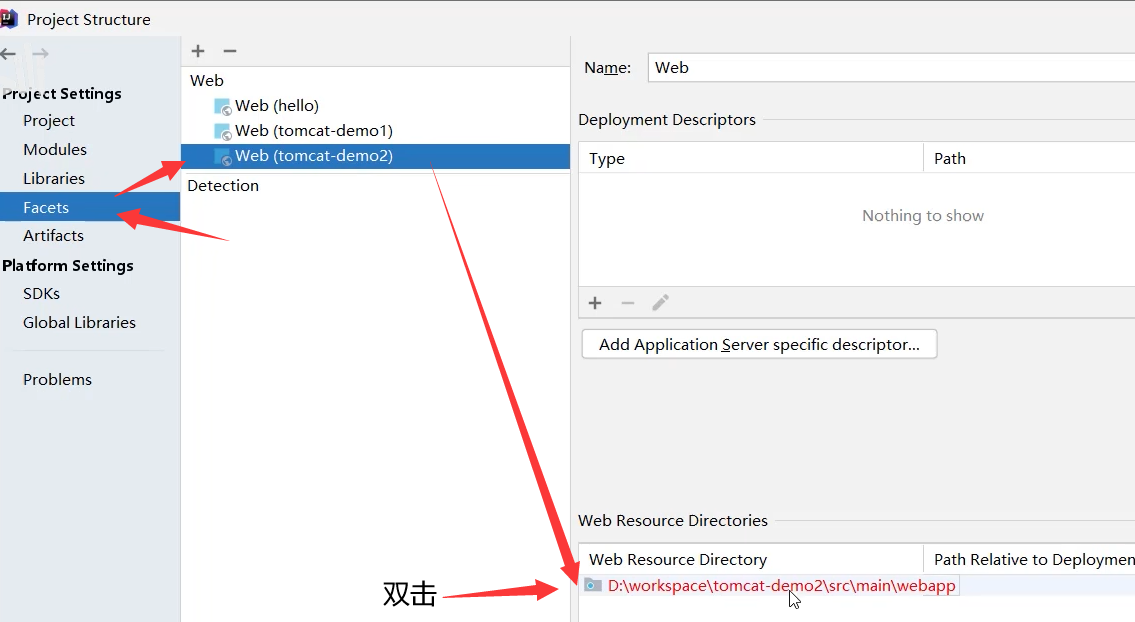 Project Structure
Project Settings
Project
Modules
Libraries
Facets
Artifacts
Platform Settings
SDKs
Global Libraries
Problems
Web
Web (hello)
Web (tomcat-demo1)
Web (tomcat-demo2)
Detection
Name: Web
Deployment Descriptors
Type Path
Nothing to show
Add Application Server specific descriptor...
Web Resource Directories
Web Resource Directory Path Relative to Deploymen
双击 D:\workspace\tomcat-demo2\src\main\webapp